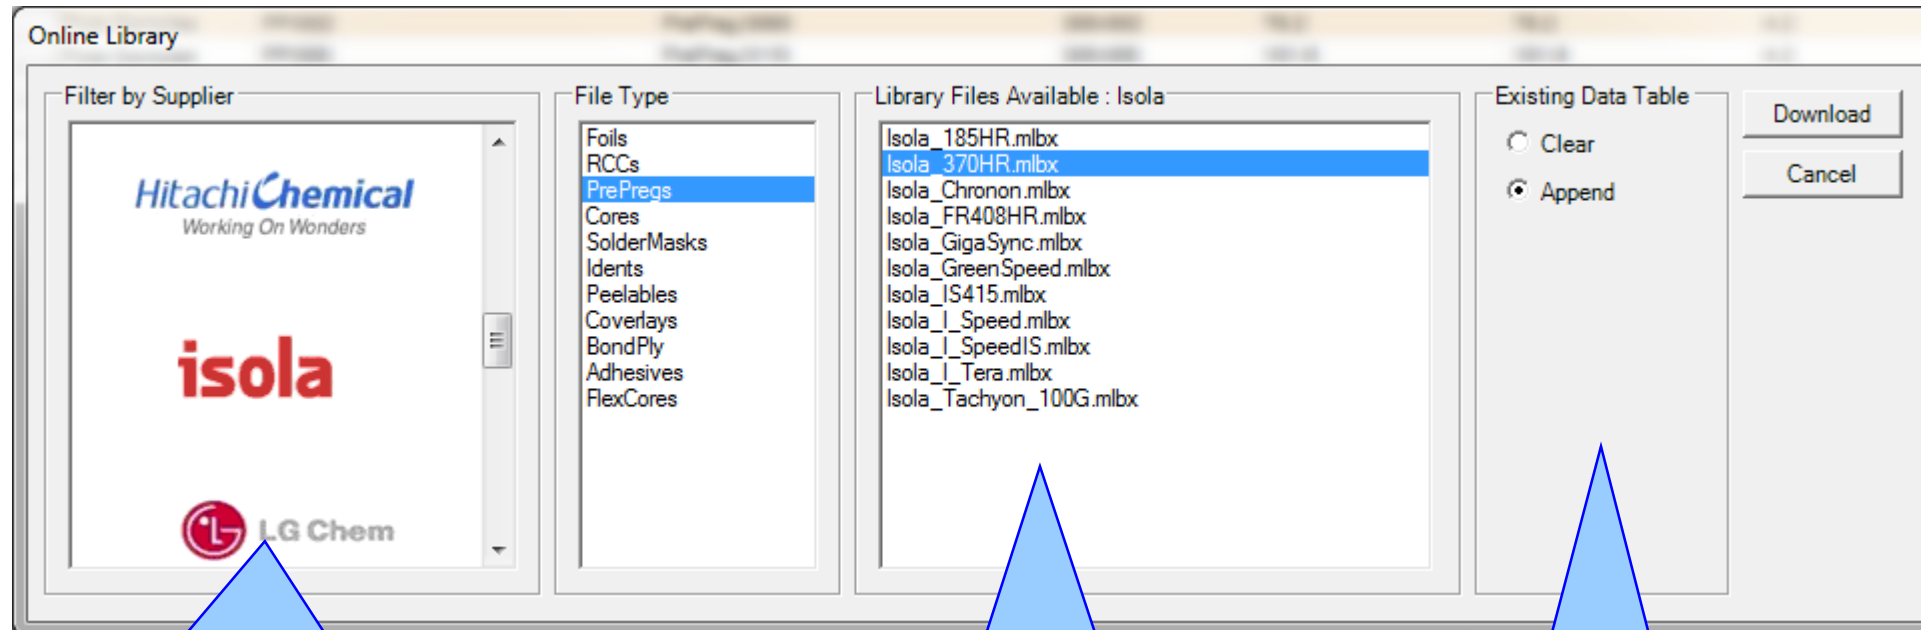 Online Library
Filter by Supplier
Hitachi Chemical
Working On Wonders
isola
LG Chem
File Type
Foils
RCCs
PrePregs
Cores
SolderMasks
Idents
Peelables
Coverlays
BondPly
Adhesives
FlexCores
Library Files Available : Isola
Isola_185HR.mlbx
Isola_370HR.mlbx
Isola_Chronon.mlbx
Isola_FR408HR.mlbx
Isola_GigaSync.mlbx
Isola_GreenSpeed.mlbx
Isola_IS415.mlbx
Isola_I_Speed.mlbx
Isola_I_SpeedIS.mlbx
Isola_I_Tera.mlbx
Isola_Tachyon_100G.mlbx
Existing Data Table
Clear
Append
Download
Cancel